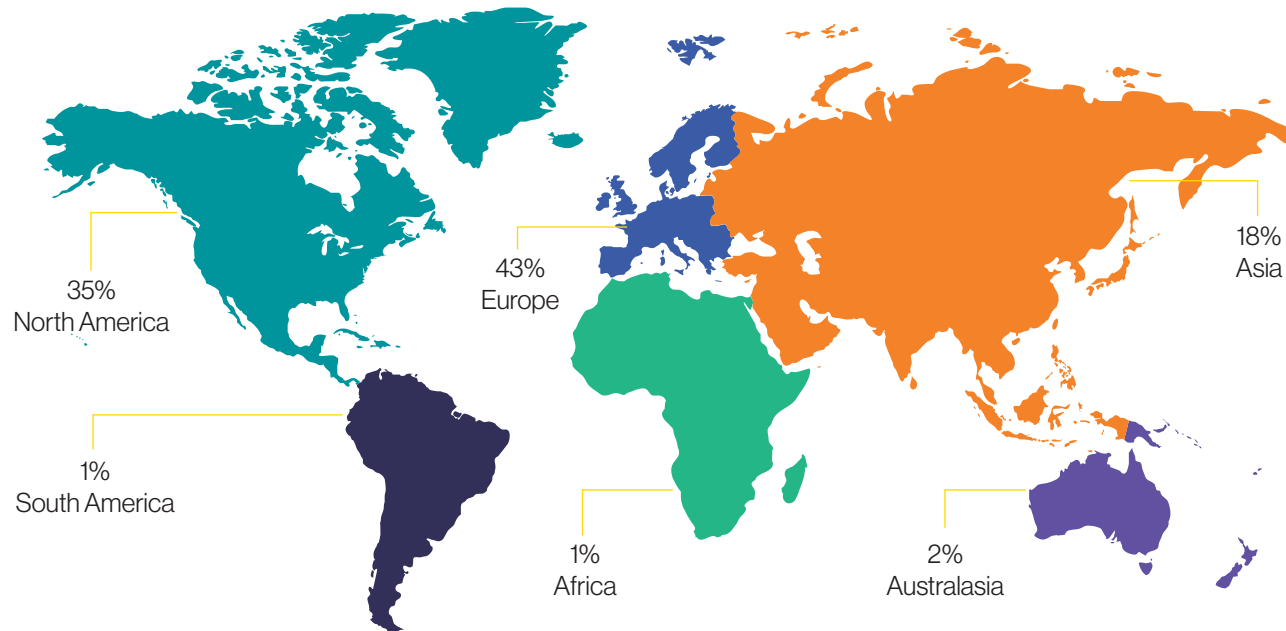 35%
North America
43%
Europe
18%
Asia
1%
South America
1%
Africa
2%
Australasia